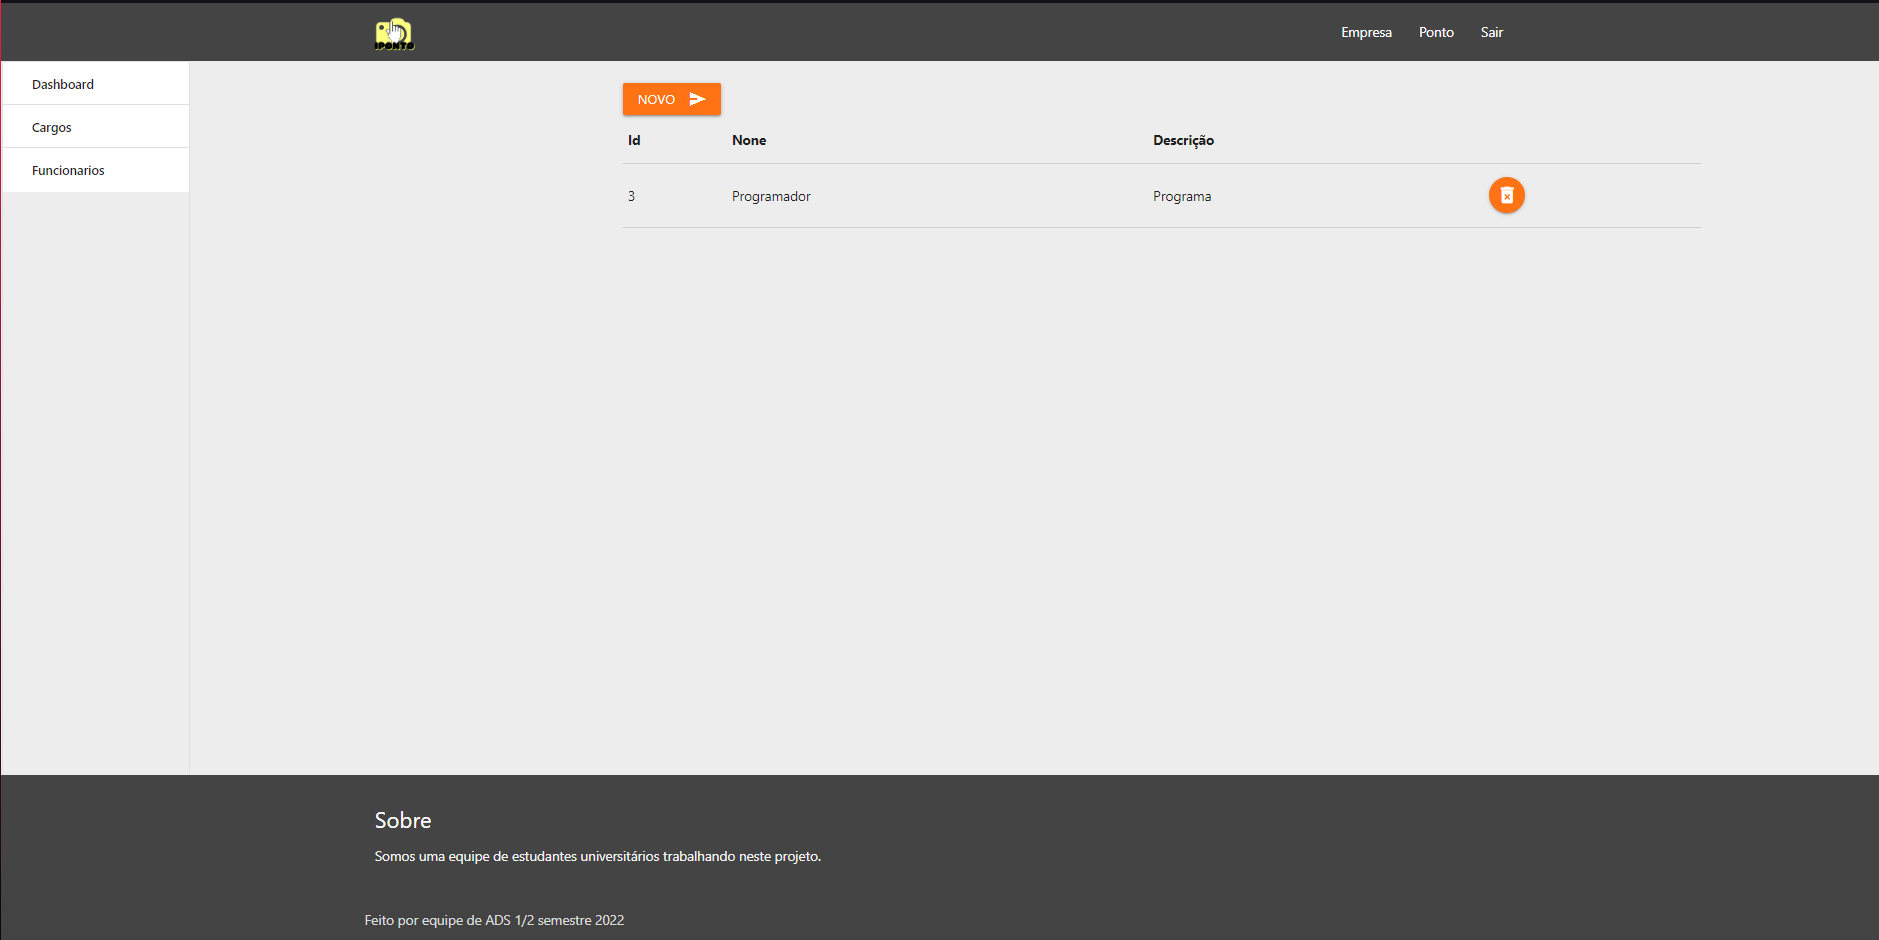 IPONTO
Empresa Ponto Sair
Dashboard
Cargos
Funcionarios
NOVO
Id None Descrição
3 Programador Programa
Sobre
Somos uma equipe de estudantes universitários trabalhando neste projeto.
Feito por equipe de ADS 1/2 semestre 2022